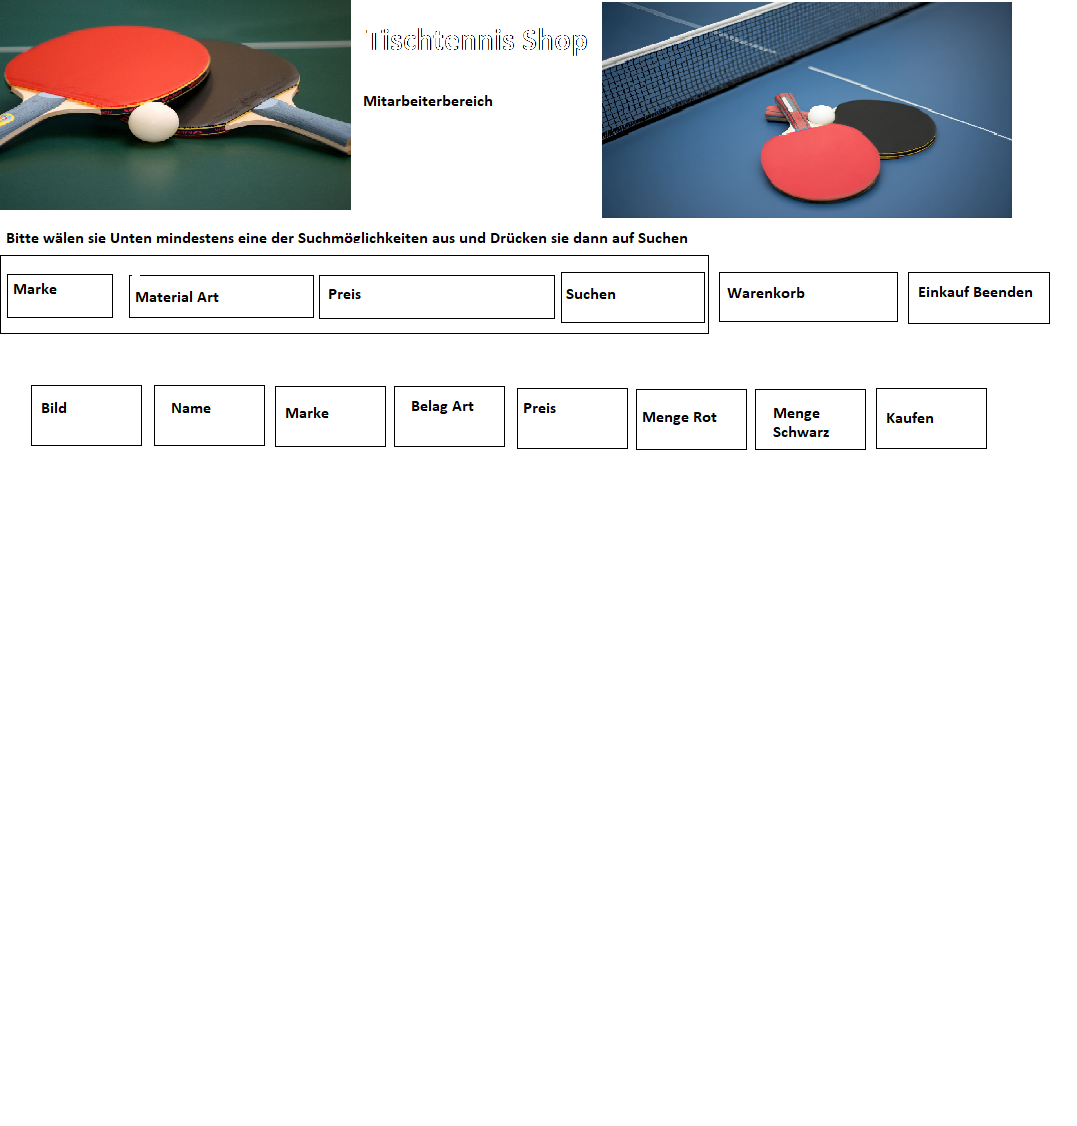 Tischtennis Shop
Mitarbeiterbereich
Bitte wälen sie Unten mindestens eine der Suchmöglichkeiten aus und Drücken sie dann auf Suchen
Marke
Material Art
Preis
Suchen
Warenkorb
Einkauf Beenden
Bild
Name
Marke
Belag Art
Preis
Menge Rot
Menge
Schwarz
Kaufen